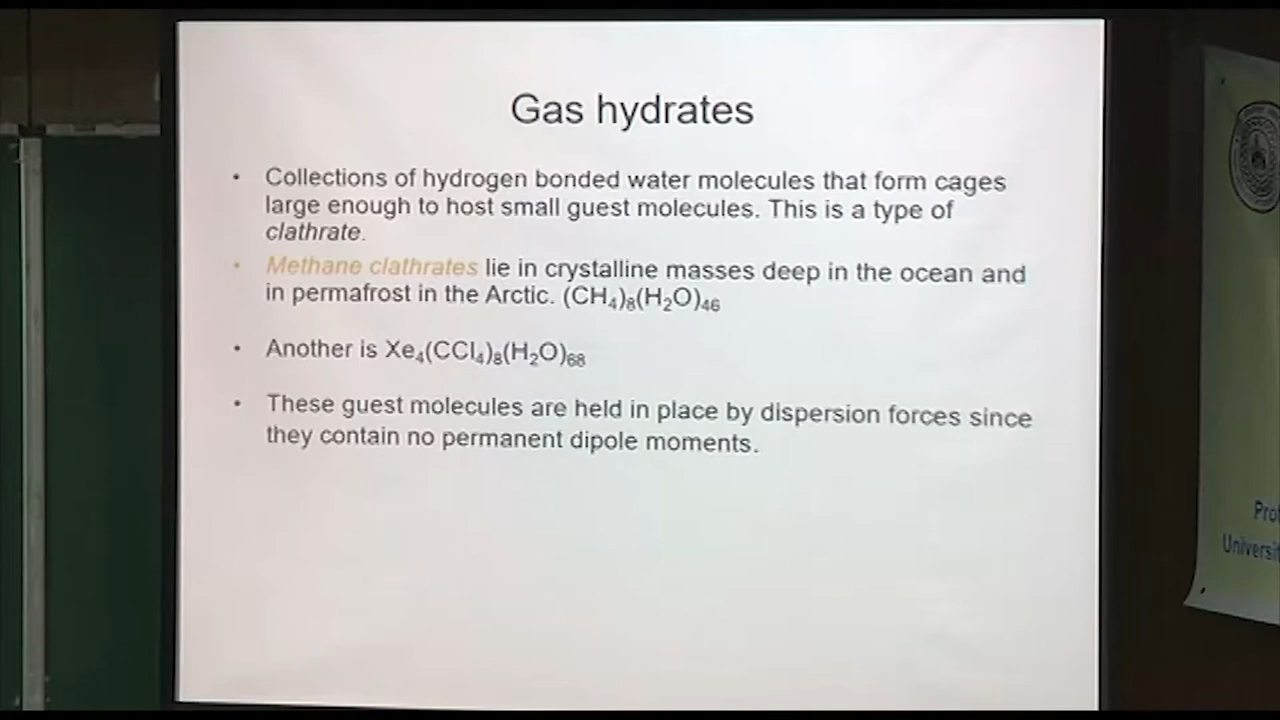 Gas hydrates
• Collections of hydrogen bonded water molecules that form cages
large enough to host small guest molecules. This is a type of
clathrate.
• Methane clathrates lie in crystalline masses deep in the ocean and
in permafrost in the Arctic. (CH₄)₈(H₂O)₄₆
• Another is Xe₄(CCl₄)₈(H₂O)₆₈
• These guest molecules are held in place by dispersion forces since
they contain no permanent dipole moments.